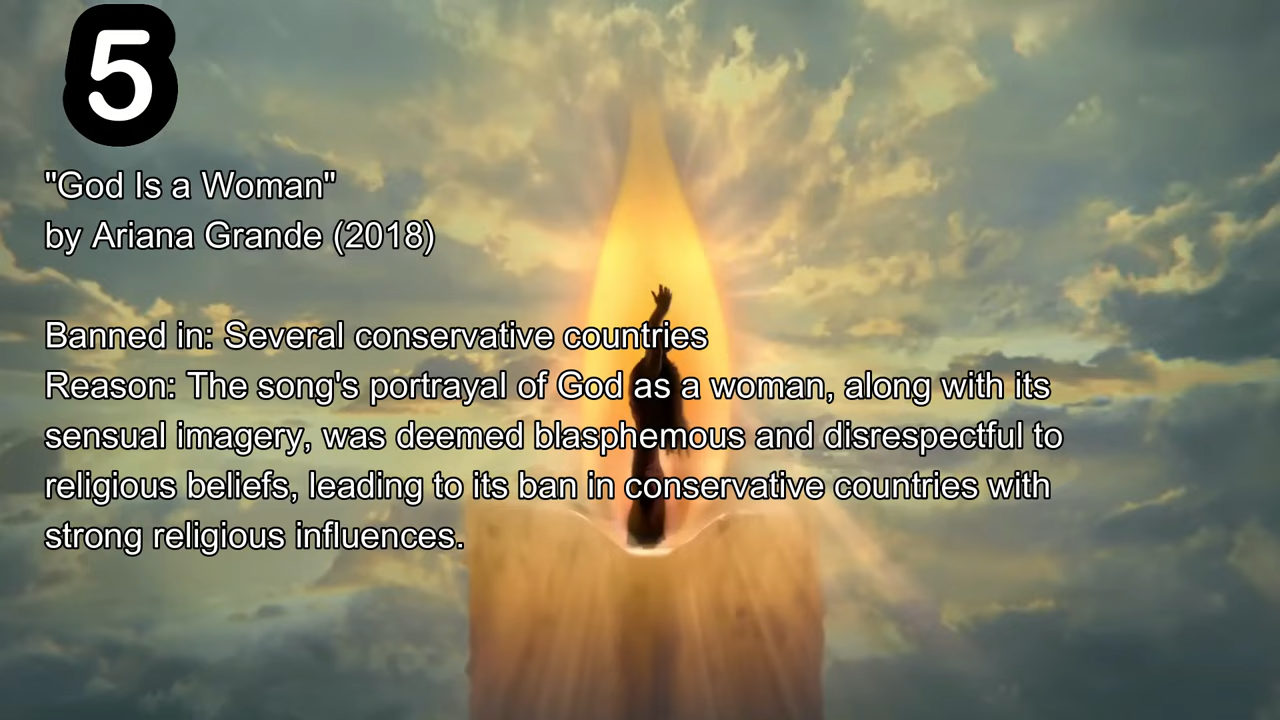 5
"God Is a Woman"
by Ariana Grande (2018)
Banned in: Several conservative countries
Reason: The song's portrayal of God as a woman, along with its
sensual imagery, was deemed blasphemous and disrespectful to
religious beliefs, leading to its ban in conservative countries with
strong religious influences.